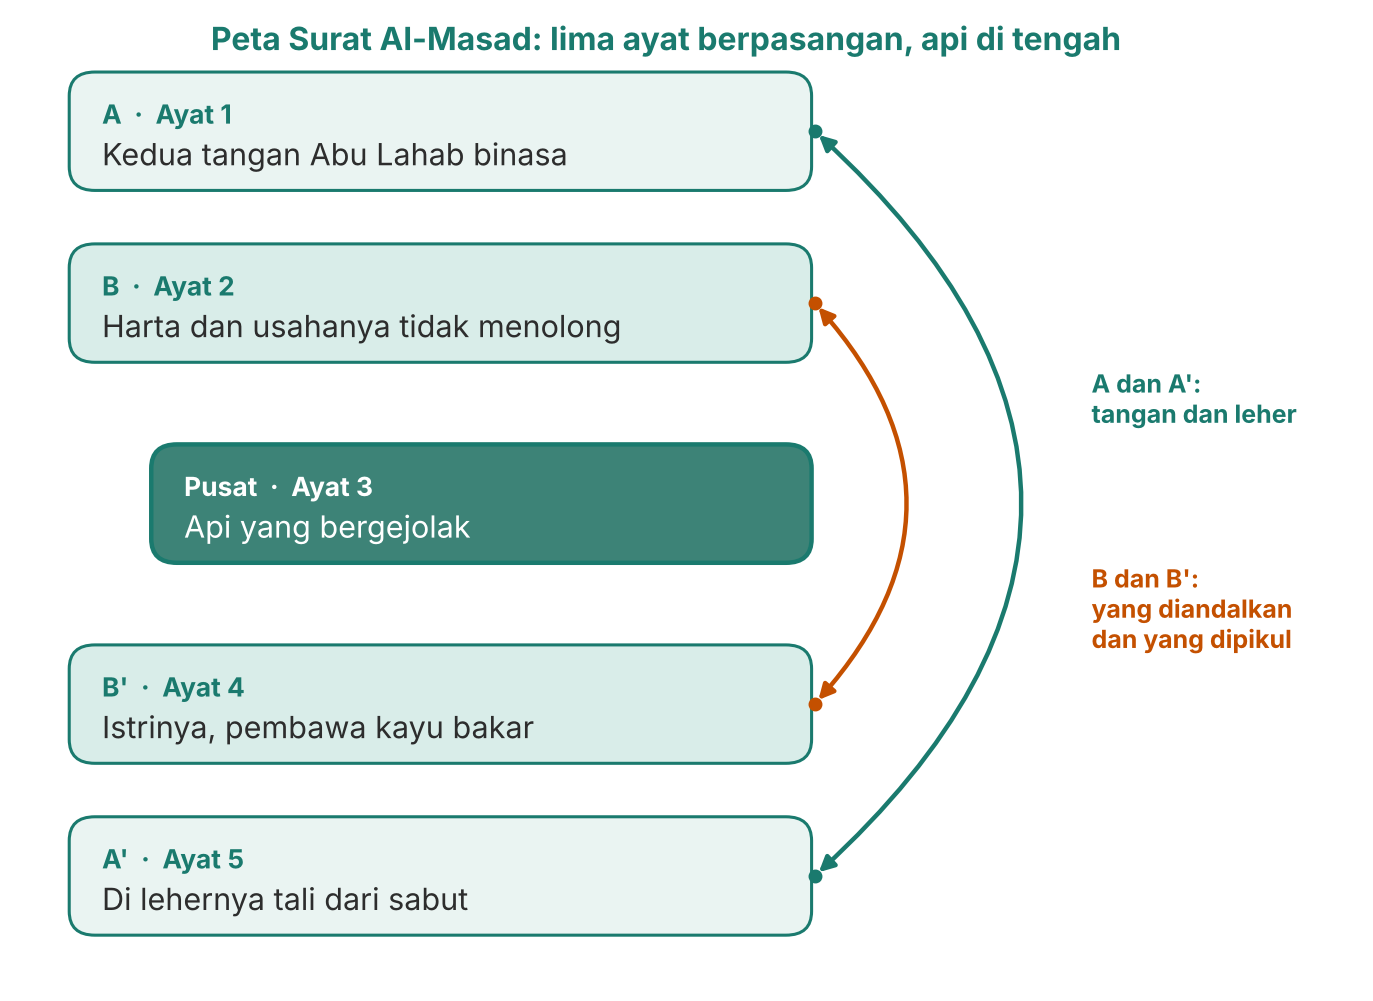 Peta Surat Al-Masad: lima ayat berpasangan, api di tengah
A · Ayat 1
Kedua tangan Abu Lahab binasa
B · Ayat 2
Harta dan usahanya tidak menolong
A dan A':
tangan dan leher
Pusat · Ayat 3
Api yang bergejolak
B dan B':
yang diandalkan
dan yang dipikul
B' · Ayat 4
Istrinya, pembawa kayu bakar
A' · Ayat 5
Di lehernya tali dari sabut